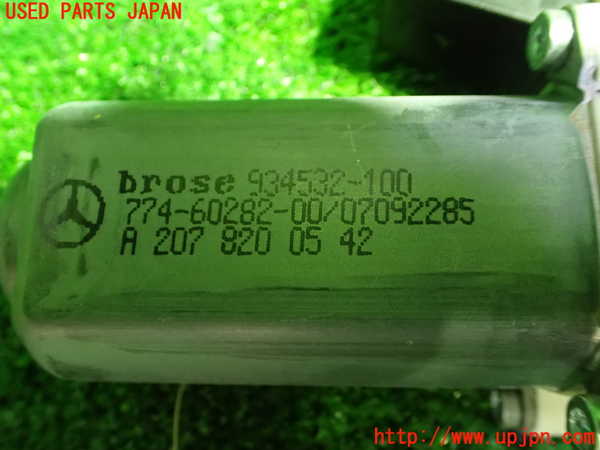 USED PARTS JAPAN
brose 934532-100
774-60282-00/07092285
A 207 820 05 42
http://www.upjpn.com/